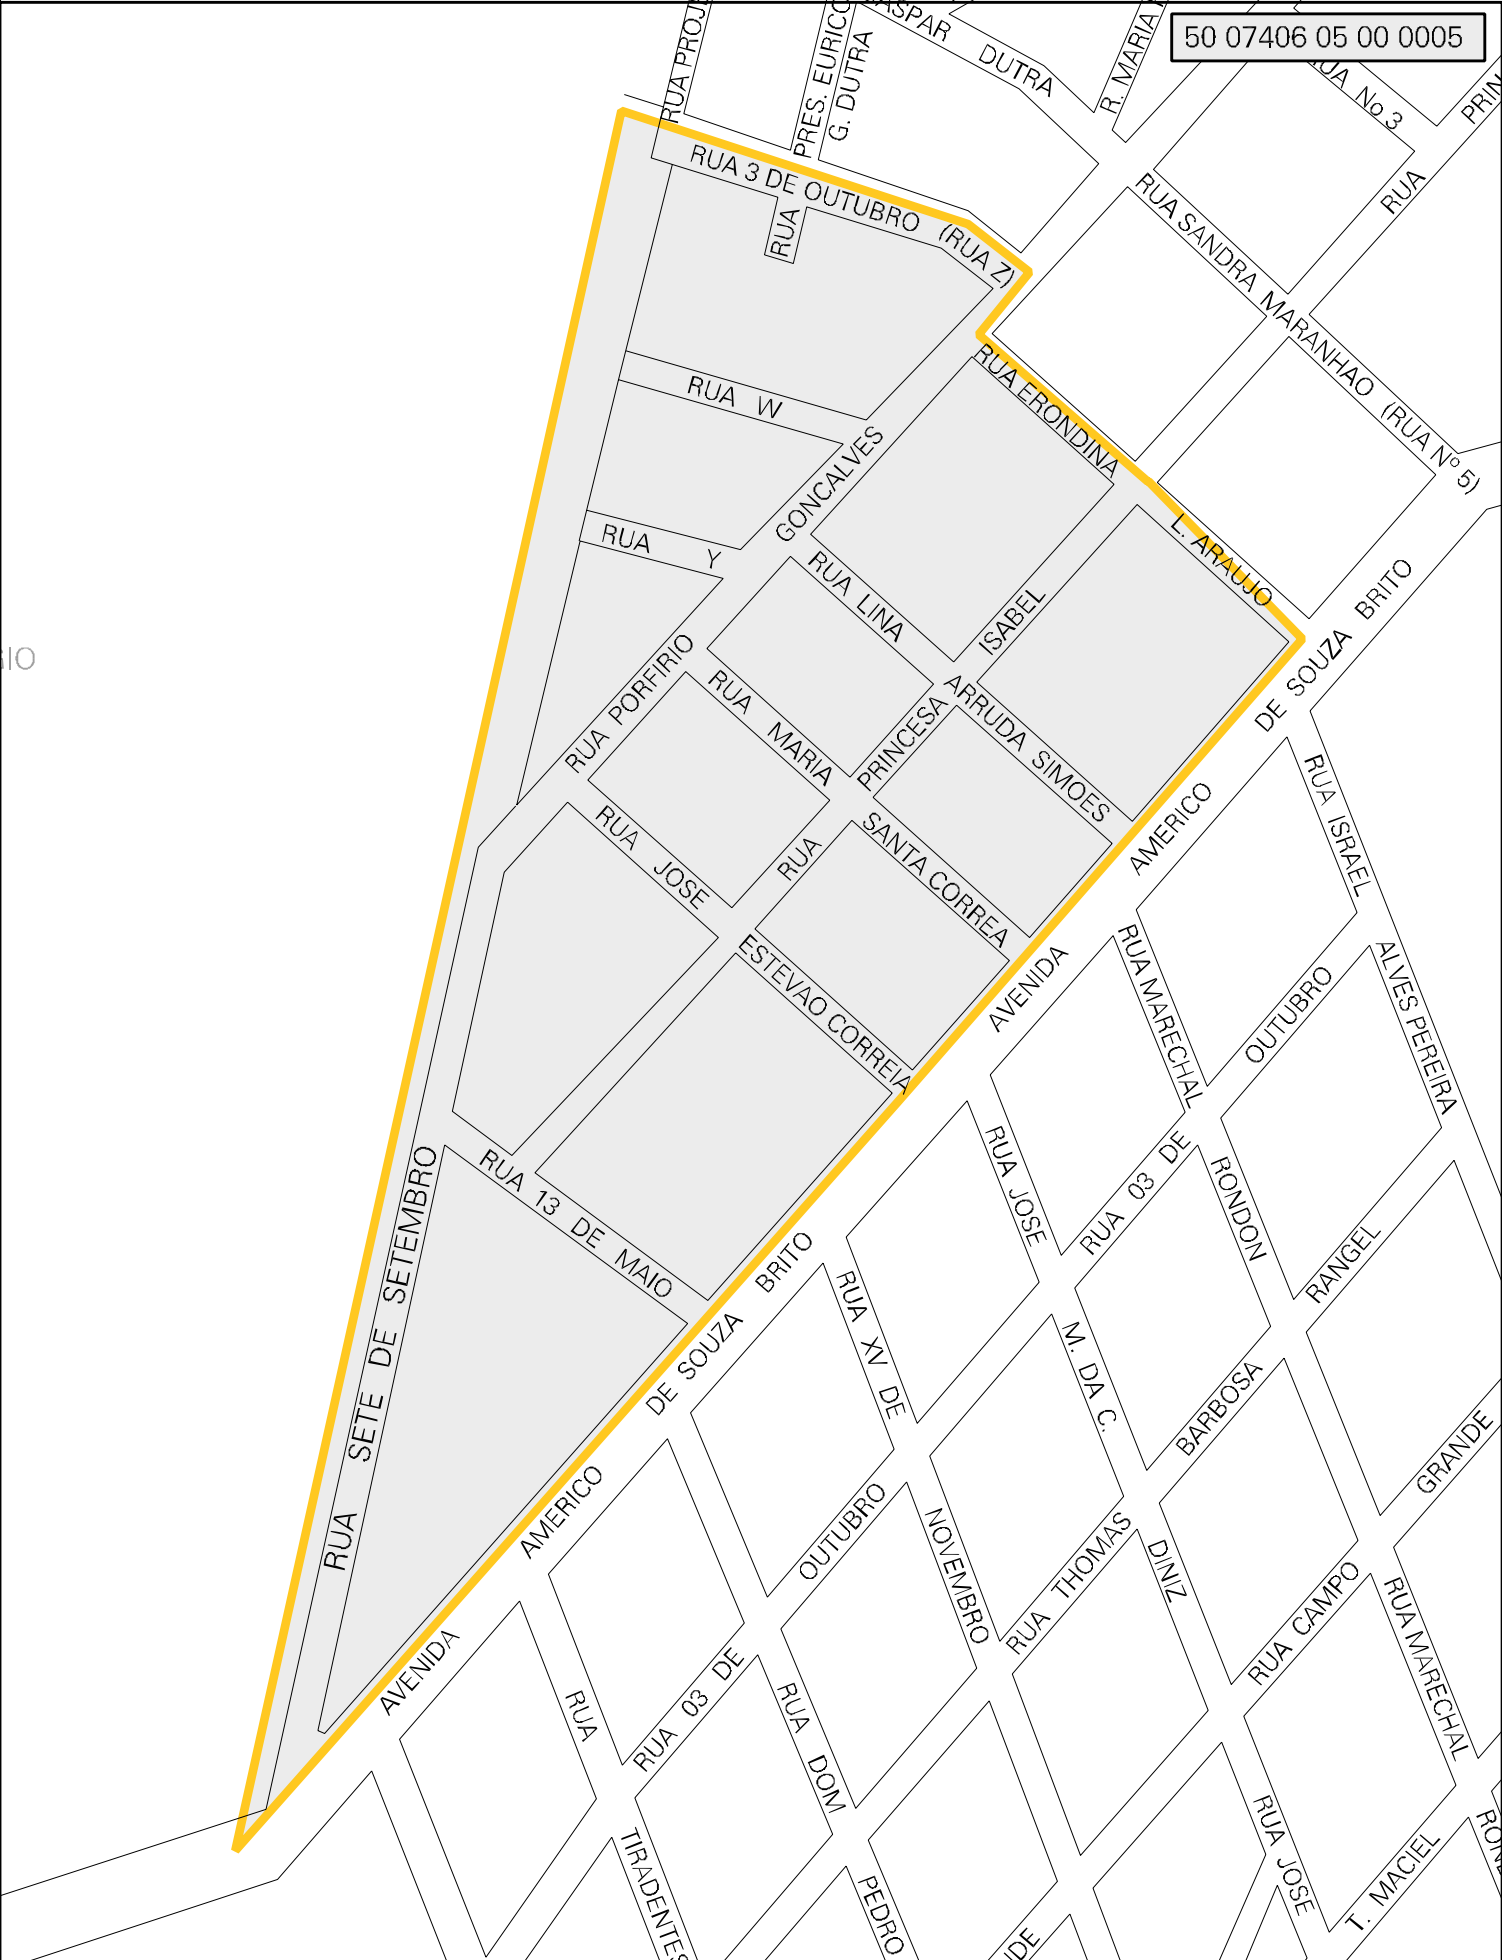 50 07406 05 00 0005
PRES. EURICO
G. DUTRA
DUTRA
RUA No 3
RUA
RUA 3 DE OUTUBRO (RUA Z)
RUA
RUA SANDRA MARANHAO (RUA Nº 5)
RUA W
RUA ERONDINA
L. ARAUJO
GONCALVES
RUA Y
RUA LINA
ISABEL
DE SOUZA BRITO
RUA PORFIRIO
RUA MARIA
PRINCESA
ARRUDA SIMOES
RUA ISRAEL
AMERICO
RUA JOSE
RUA
SANTA CORREA
ALVES PEREIRA
ESTEVAO CORREIA
AVENIDA
RUA MARECHAL
OUTUBRO
RUA SETE DE SETEMBRO
RUA 13 DE MAIO
RUA JOSE
RUA 03 DE
RONDON
RANGEL
BRITO
DE SOUZA
RUA XV DE
M. DA C.
BARBOSA
GRANDE
AMERICO
OUTUBRO
NOVEMBRO
RUA THOMAS
DINIZ
RUA CAMPO
RUA MARECHAL
AVENIDA
RUA
RUA 03 DE
RUA DOM
RUA JOSE
T. MACIEL
TIRADENTES
PEDRO